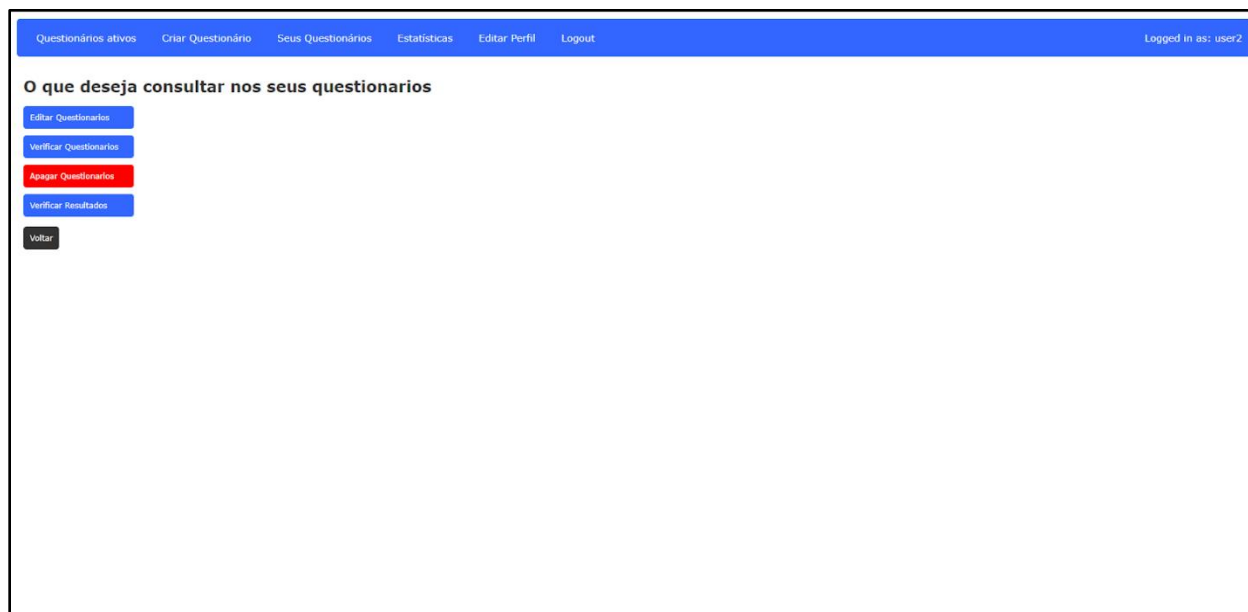 Questionários ativos Criar Questionário Seus Questionários Estatísticas Editar Perfil Logout Logged in as: user2
O que deseja consultar nos seus questionarios
Editar Questionarios
Verificar Questionarios
Apagar Questionarios
Verificar Resultados
Voltar